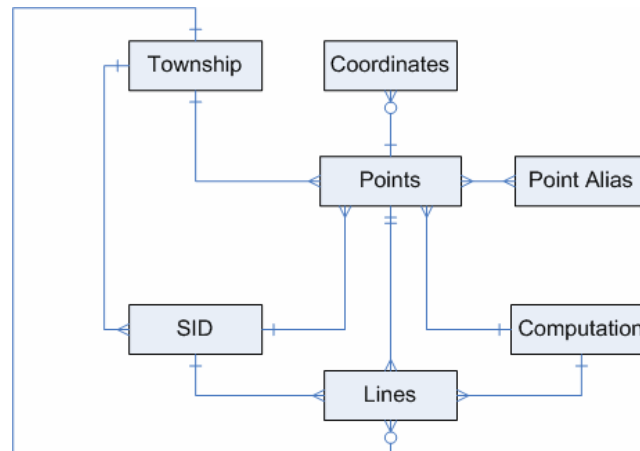 Township
Coordinates
Points
Point Alias
SID
Computation
Lines